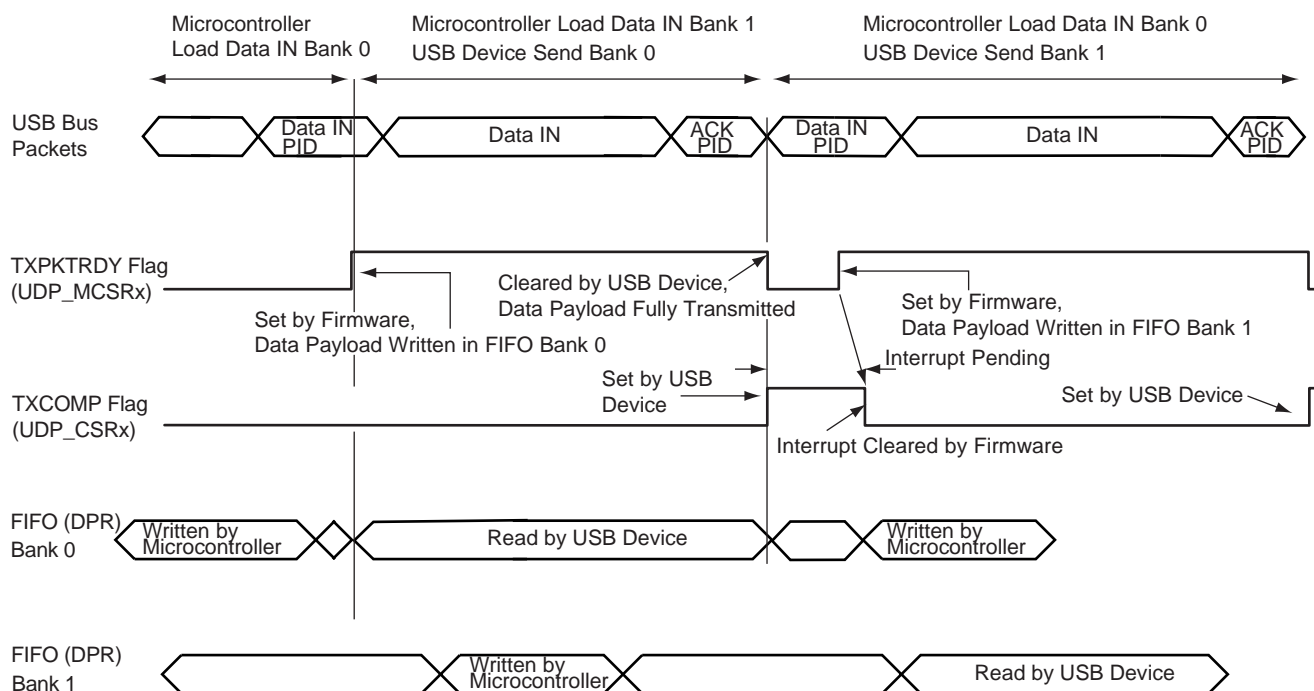 Microcontroller
Load Data IN Bank 0
Microcontroller Load Data IN Bank 1
USB Device Send Bank 0
Microcontroller Load Data IN Bank 0
USB Device Send Bank 1
USB Bus
Packets
Data IN
PID
Data IN
ACK
PID
Data IN
PID
Data IN
ACK
PID
TXPKTRDY Flag
(UDP_MCSRx)
Set by Firmware,
Data Payload Written in FIFO Bank 0
Cleared by USB Device,
Data Payload Fully Transmitted
Set by Firmware,
Data Payload Written in FIFO Bank 1
Interrupt Pending
TXCOMP Flag
(UDP_CSRx)
Set by USB
Device
Set by USB Device
Interrupt Cleared by Firmware
FIFO (DPR)
Bank 0
Written by
Microcontroller
Read by USB Device
Written by
Microcontroller
FIFO (DPR)
Bank 1
Written by
Microcontroller
Read by USB Device